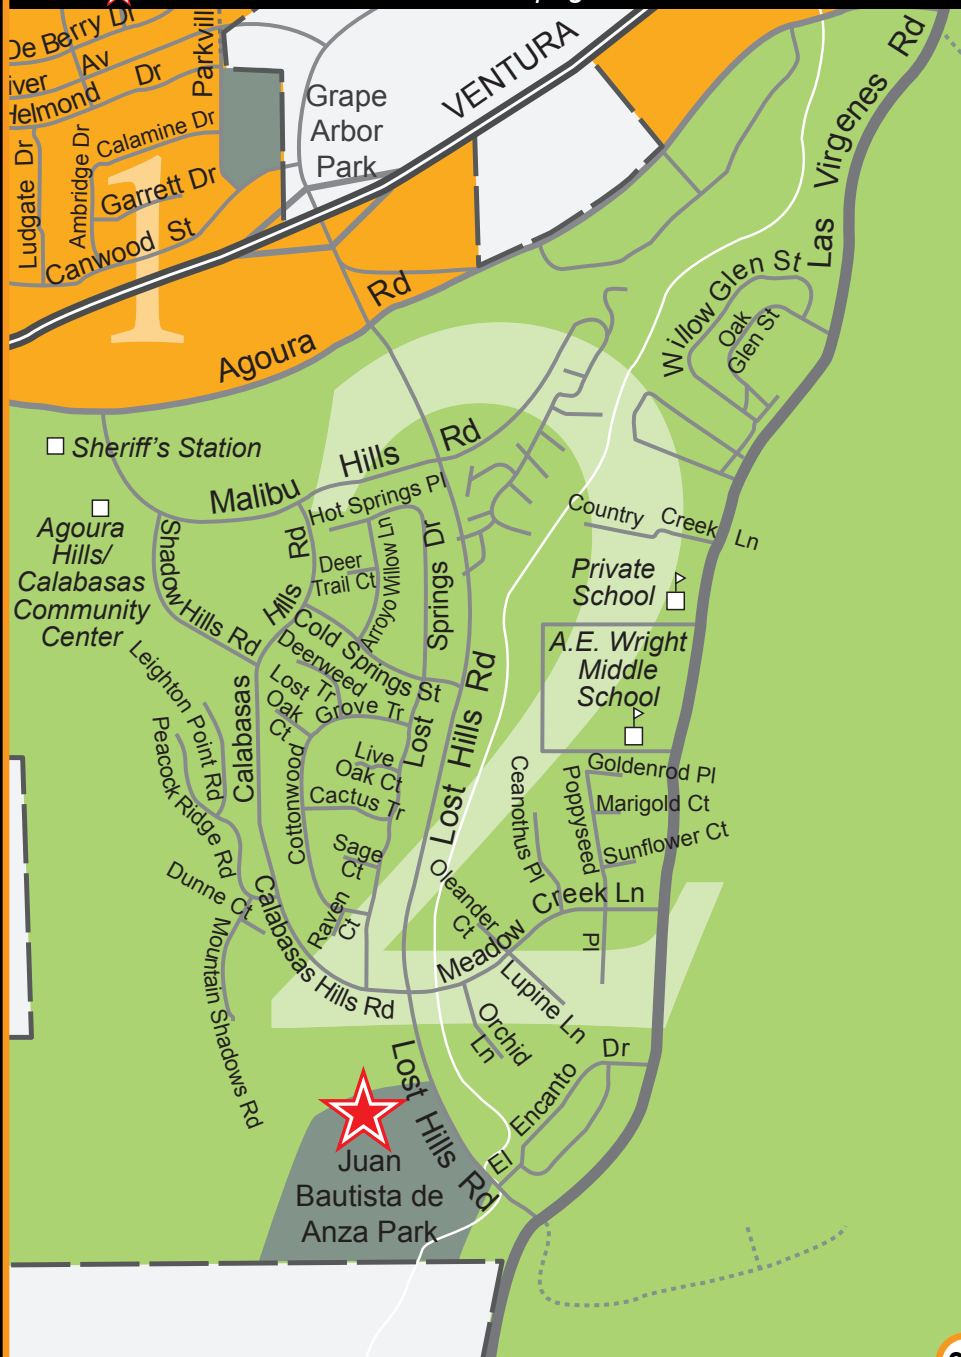 De Berry Dr
Av
Dr
Helmond
Parkvill
Grape
Arbor
Park
VENTURA
Las Virgenes Rd
Ludgate Dr
Ambridge Dr
Calamine Dr
Garrett Dr
Canwood St
1
Agoura Rd
Willow Glen St
Oak
Glen St
2
Sheriff's Station
Malibu Hills Rd
Hot Springs Pl
Agoura
Hills/
Calabasas
Community
Center
Shadow Hills Rd
Calabasas Hills Rd
Deer
Trail Ct
Arroyo Willow Ln
Lost Springs Dr
Country Creek Ln
Private
School
A.E. Wright
Middle
School
Cold Springs St
Deerweed
Tr
Lost
Oak
Ct
Grove Tr
Leighton Point Rd
Peacock Ridge Rd
Cottonwood
Live
Oak Ct
Cactus Tr
Lost Hills Rd
Goldenrod Pl
Marigold Ct
Sunflower Ct
Poppyseed Pl
Ceanothus Pl
Sage
Ct
Raven
Ct
Dunne Ct
Calabasas Hills Rd
Mountain Shadows Rd
Oleander
Ct
Meadow Creek Ln
Lupine Ln
Orchid
Ln
Lost Hills Rd
El Encanto Dr
Juan
Bautista de
Anza Park